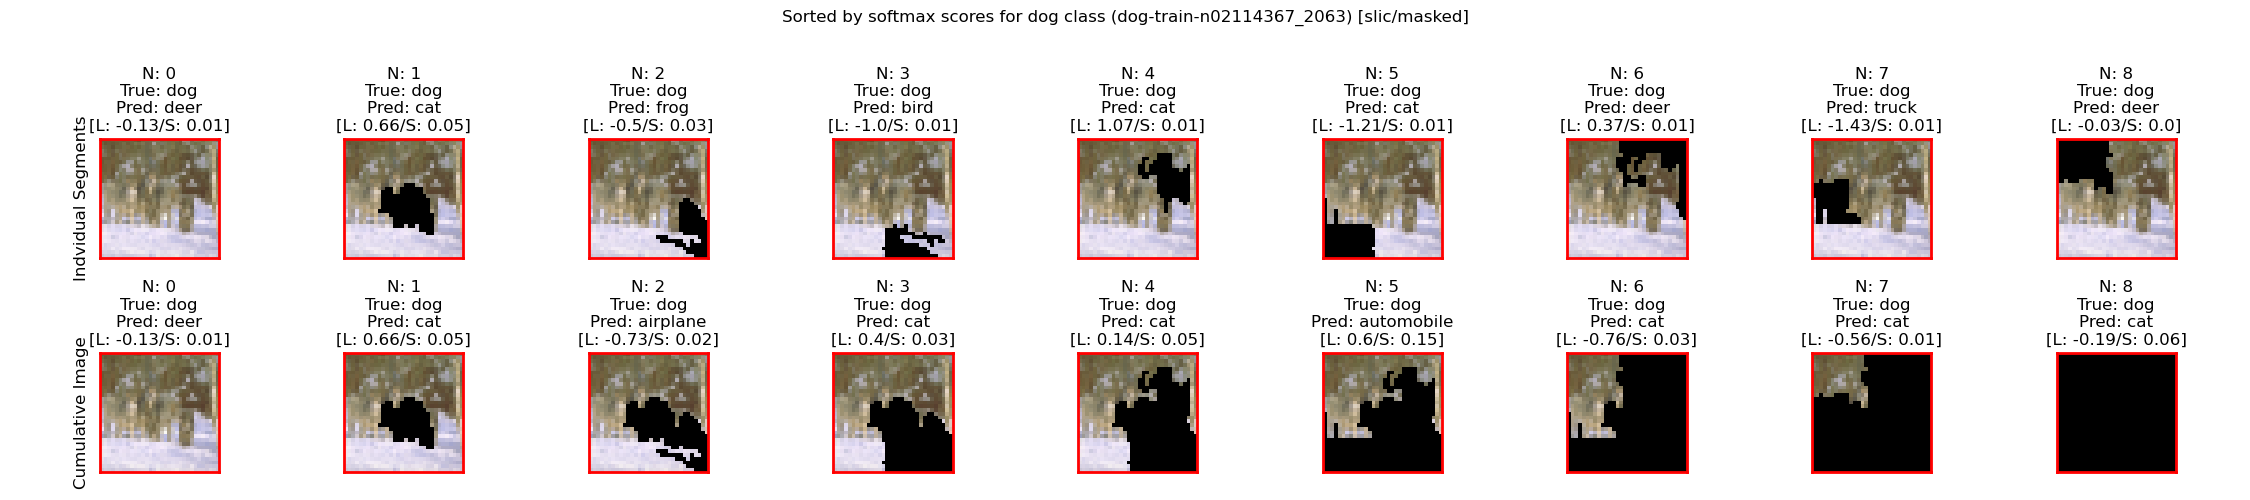 Sorted by softmax scores for dog class (dog-train-n02114367_2063) [slic/masked]
Individual Segments
N: 0
True: dog
Pred: deer
[L: -0.13/S: 0.01]
N: 1
True: dog
Pred: cat
[L: 0.66/S: 0.05]
N: 2
True: dog
Pred: frog
[L: -0.5/S: 0.03]
N: 3
True: dog
Pred: bird
[L: -1.0/S: 0.01]
N: 4
True: dog
Pred: cat
[L: 1.07/S: 0.01]
N: 5
True: dog
Pred: cat
[L: -1.21/S: 0.01]
N: 6
True: dog
Pred: deer
[L: 0.37/S: 0.01]
N: 7
True: dog
Pred: truck
[L: -1.43/S: 0.01]
N: 8
True: dog
Pred: deer
[L: -0.03/S: 0.0]
Cumulative Image
N: 0
True: dog
Pred: deer
[L: -0.13/S: 0.01]
N: 1
True: dog
Pred: cat
[L: 0.66/S: 0.05]
N: 2
True: dog
Pred: airplane
[L: -0.73/S: 0.02]
N: 3
True: dog
Pred: cat
[L: 0.4/S: 0.03]
N: 4
True: dog
Pred: cat
[L: 0.14/S: 0.05]
N: 5
True: dog
Pred: automobile
[L: 0.6/S: 0.15]
N: 6
True: dog
Pred: cat
[L: -0.76/S: 0.03]
N: 7
True: dog
Pred: cat
[L: -0.56/S: 0.01]
N: 8
True: dog
Pred: cat
[L: -0.19/S: 0.06]